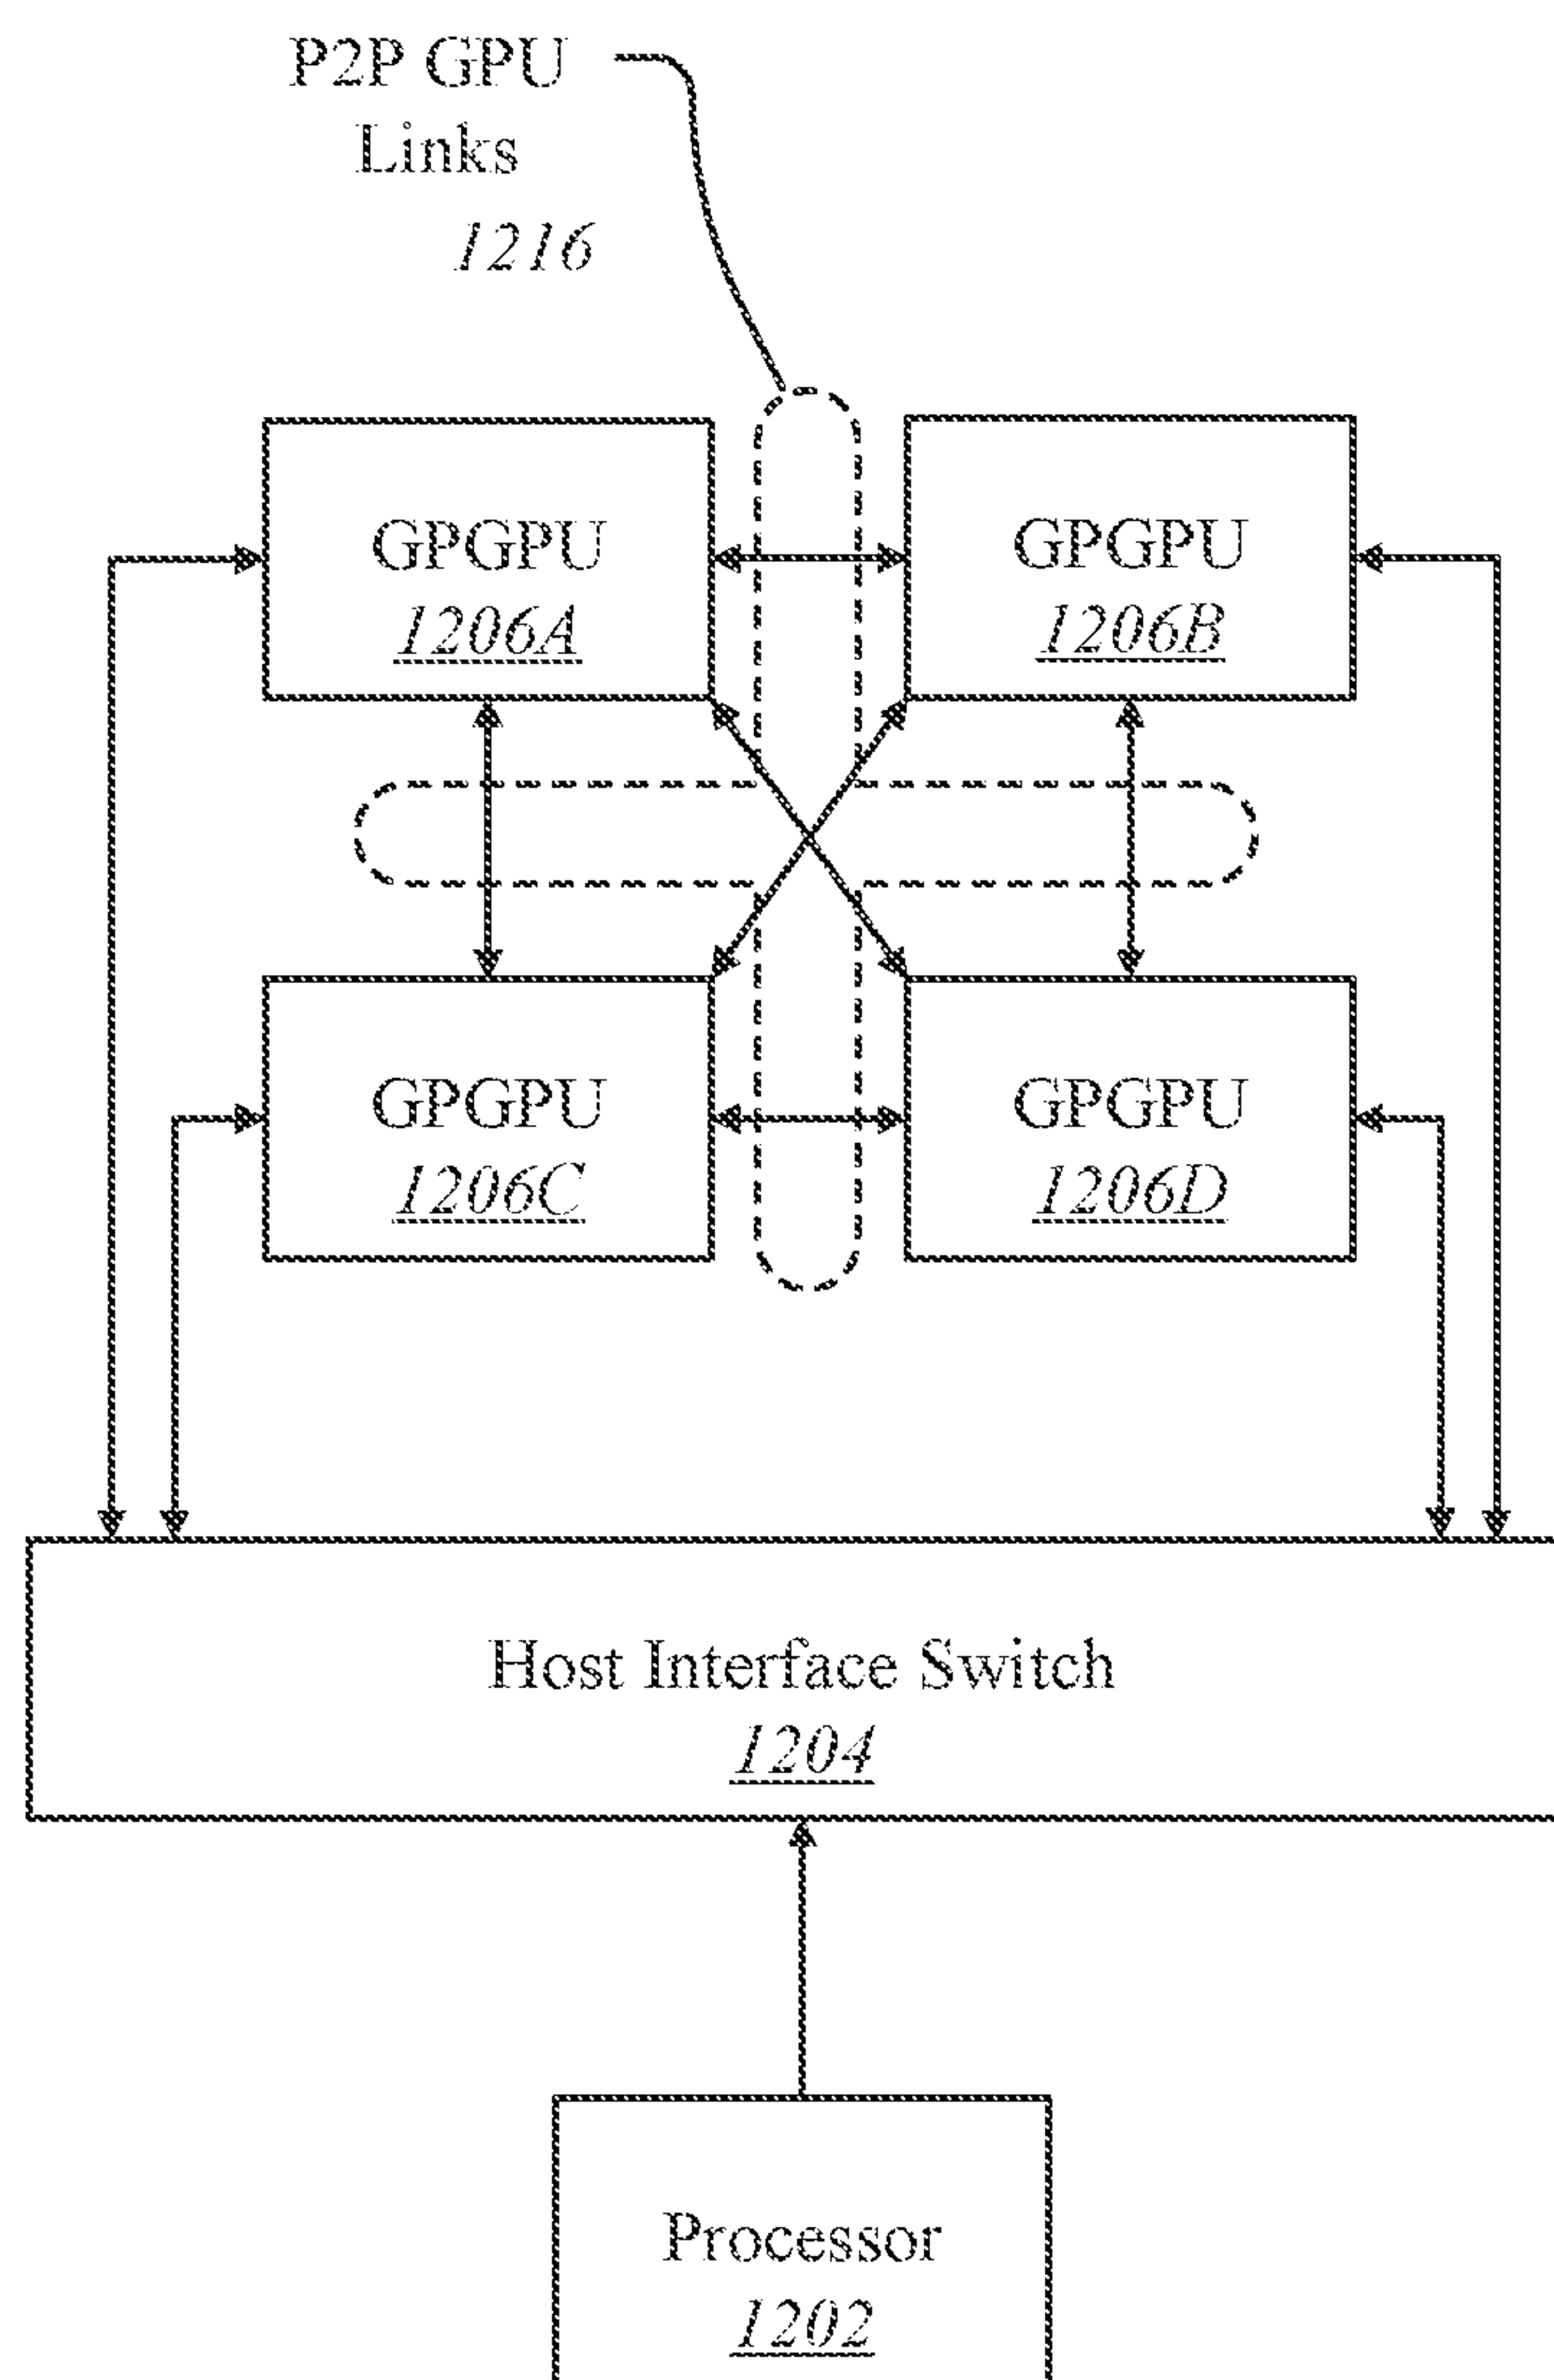 P2P GPU
Links
1216
GPGPU
1206A
GPGPU
1206B
GPGPU
1206C
GPGPU
1206D
Host Interface Switch
1204
Processor
1202